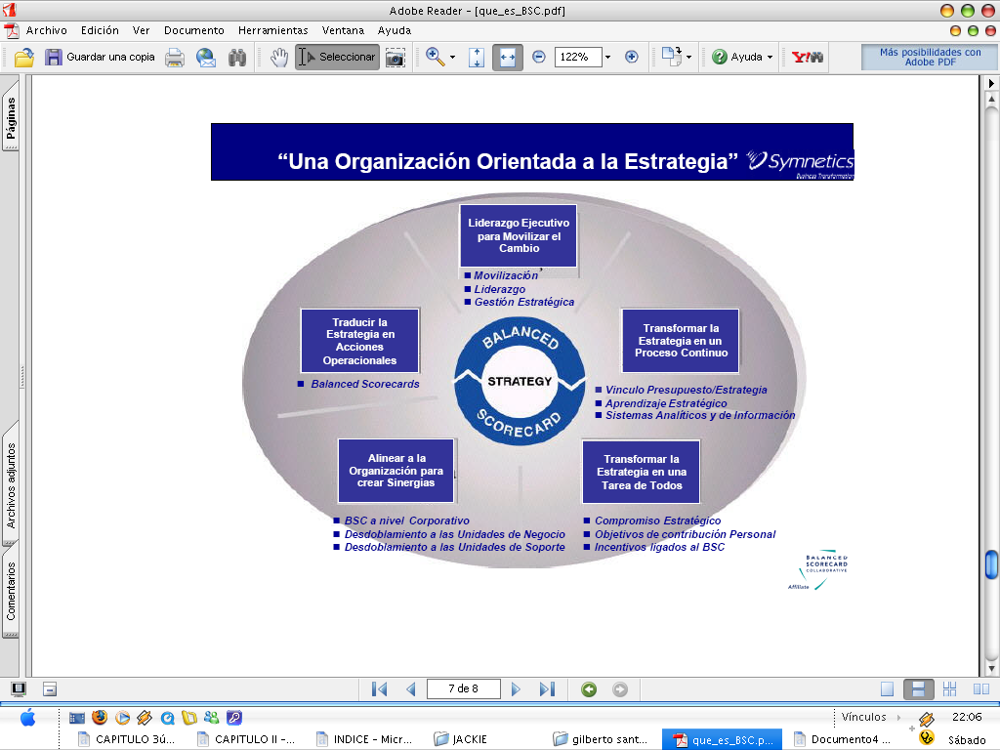 Adobe Reader - [que_es_BSC.pdf]
Archivo Edición Ver Documento Herramientas Ventana Ayuda
Guardar una copia Seleccionar 122% Ayuda Y! Más posibilidades con
Adobe PDF
Páginas
Archivos adjuntos
Comentarios
“Una Organización Orientada a la Estrategia” Symnetics
Business Transformation
Liderazgo Ejecutivo
para Movilizar el
Cambio
Movilización
Liderazgo
Gestión Estratégica
Traducir la
Estrategia en
Acciones
Operacionales
Balanced Scorecards
BALANCED
STRATEGY
SCORECARD
Transformar la
Estrategia en un
Proceso Continuo
Vinculo Presupuesto/Estrategia
Aprendizaje Estratégico
Sistemas Analíticos y de Información
Alinear a la
Organización para
crear Sinergias
BSC a nivel Corporativo
Desdoblamiento a las Unidades de Negocio
Desdoblamiento a las Unidades de Soporte
Transformar la
Estrategia en una
Tarea de Todos
Compromiso Estratégico
Objetivos de contribución Personal
Incentivos ligados al BSC
BALANCED
SCORECARD
COLLABORATIVE
Affiliate
7 de 8
Vínculos 22:06
CAPITULO 3ú... CAPITULO II -... INDICE - Micr... JACKIE gilberto sant... que_es_BSC.p... Documento4 ... Sábado